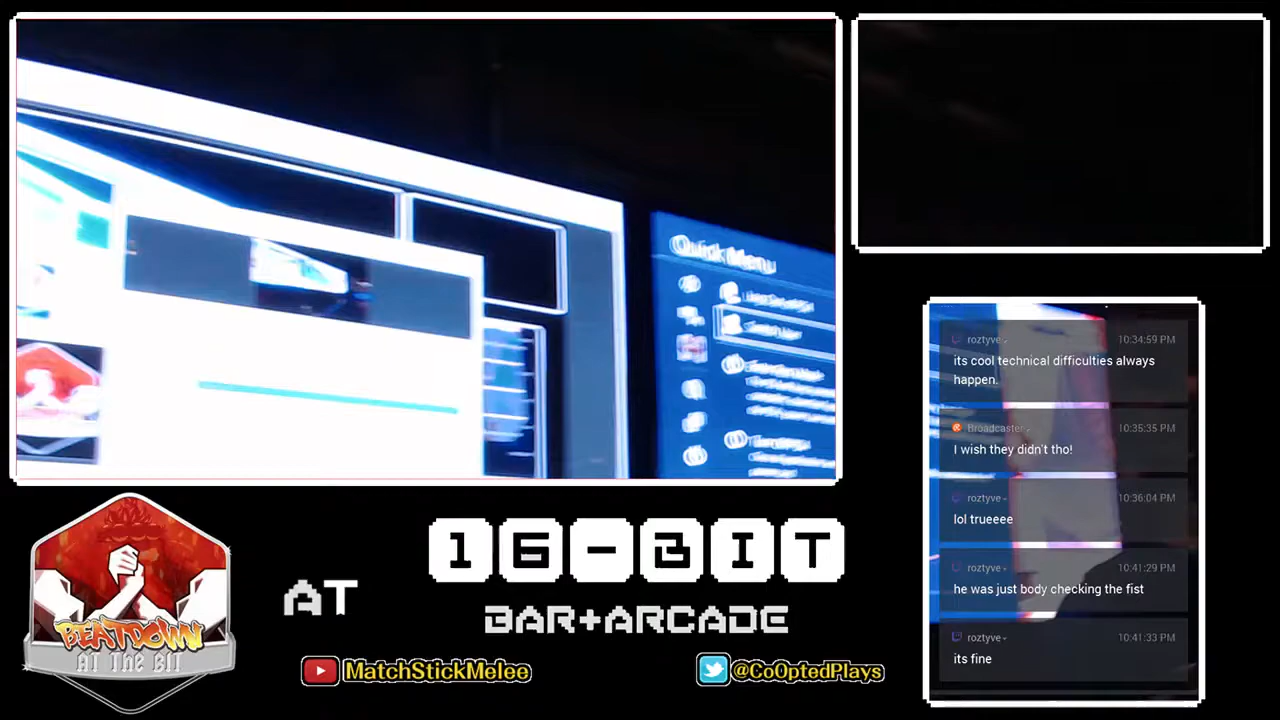 Quick Menu
roztyve
10:34:59 PM
its cool technical difficulties always
happen.
Broadcaster
10:35:35 PM
I wish they didn't tho!
roztyve
10:36:04 PM
lol trueeee
roztyve
10:41:29 PM
he was just body checking the fist
roztyve
10:41:33 PM
its fine
BEATDOWN
AT THE BIT
AT
16-BIT
BAR+ARCADE
MatchStickMelee
@CoOptedPlays